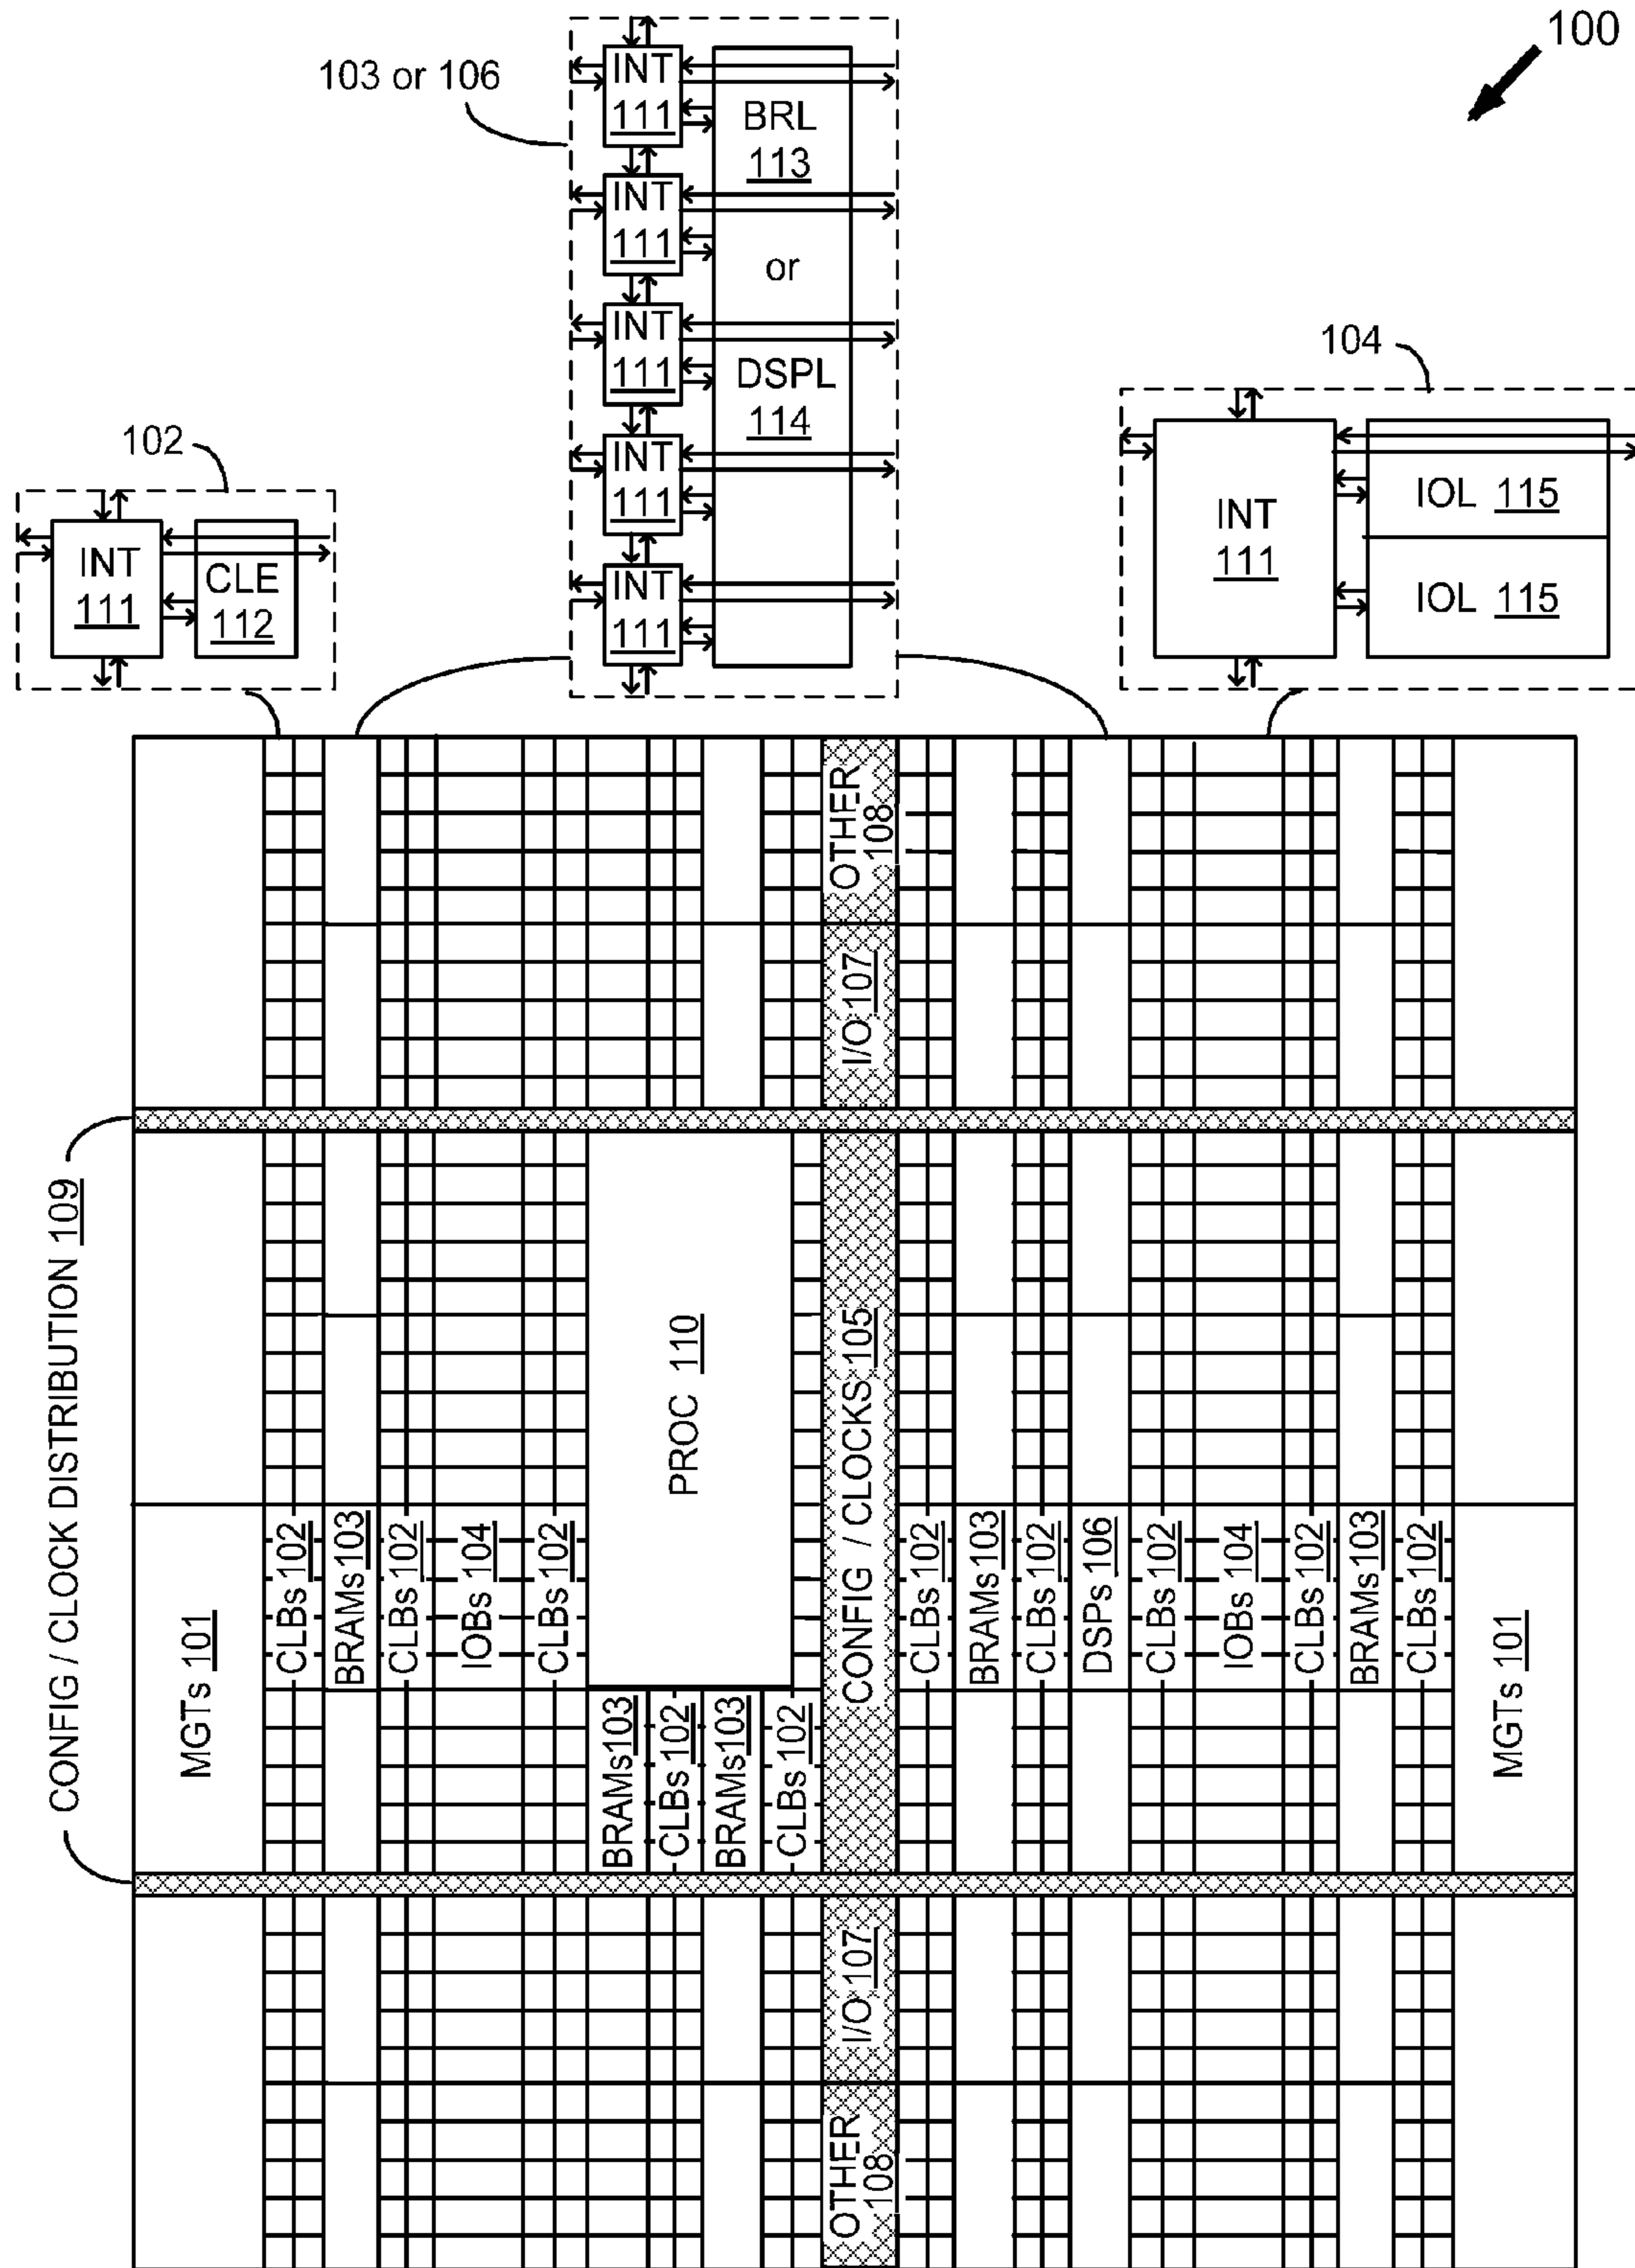 100
103 or 106
INT
111
INT
111
INT
111
INT
111
INT
111
BRL
113
or
DSPL
114
104
INT
111
IOL 115
IOL 115
102
INT
111
CLE
112
OTHER
108
I/O 107
CONFIG / CLOCK DISTRIBUTION 109
PROC 110
CONFIG / CLOCKS 105
MGTs 101
CLBs 102
BRAMs 103
CLBs 102
IOBs 104
CLBs 102
BRAMs 103
CLBs 102
BRAMs 103
CLBs 102
CLBs 102
BRAMs 103
CLBs 102
DSPs 106
CLBs 102
IOBs 104
CLBs 102
BRAMs 103
CLBs 102
MGTs 101
I/O 107
OTHER
108